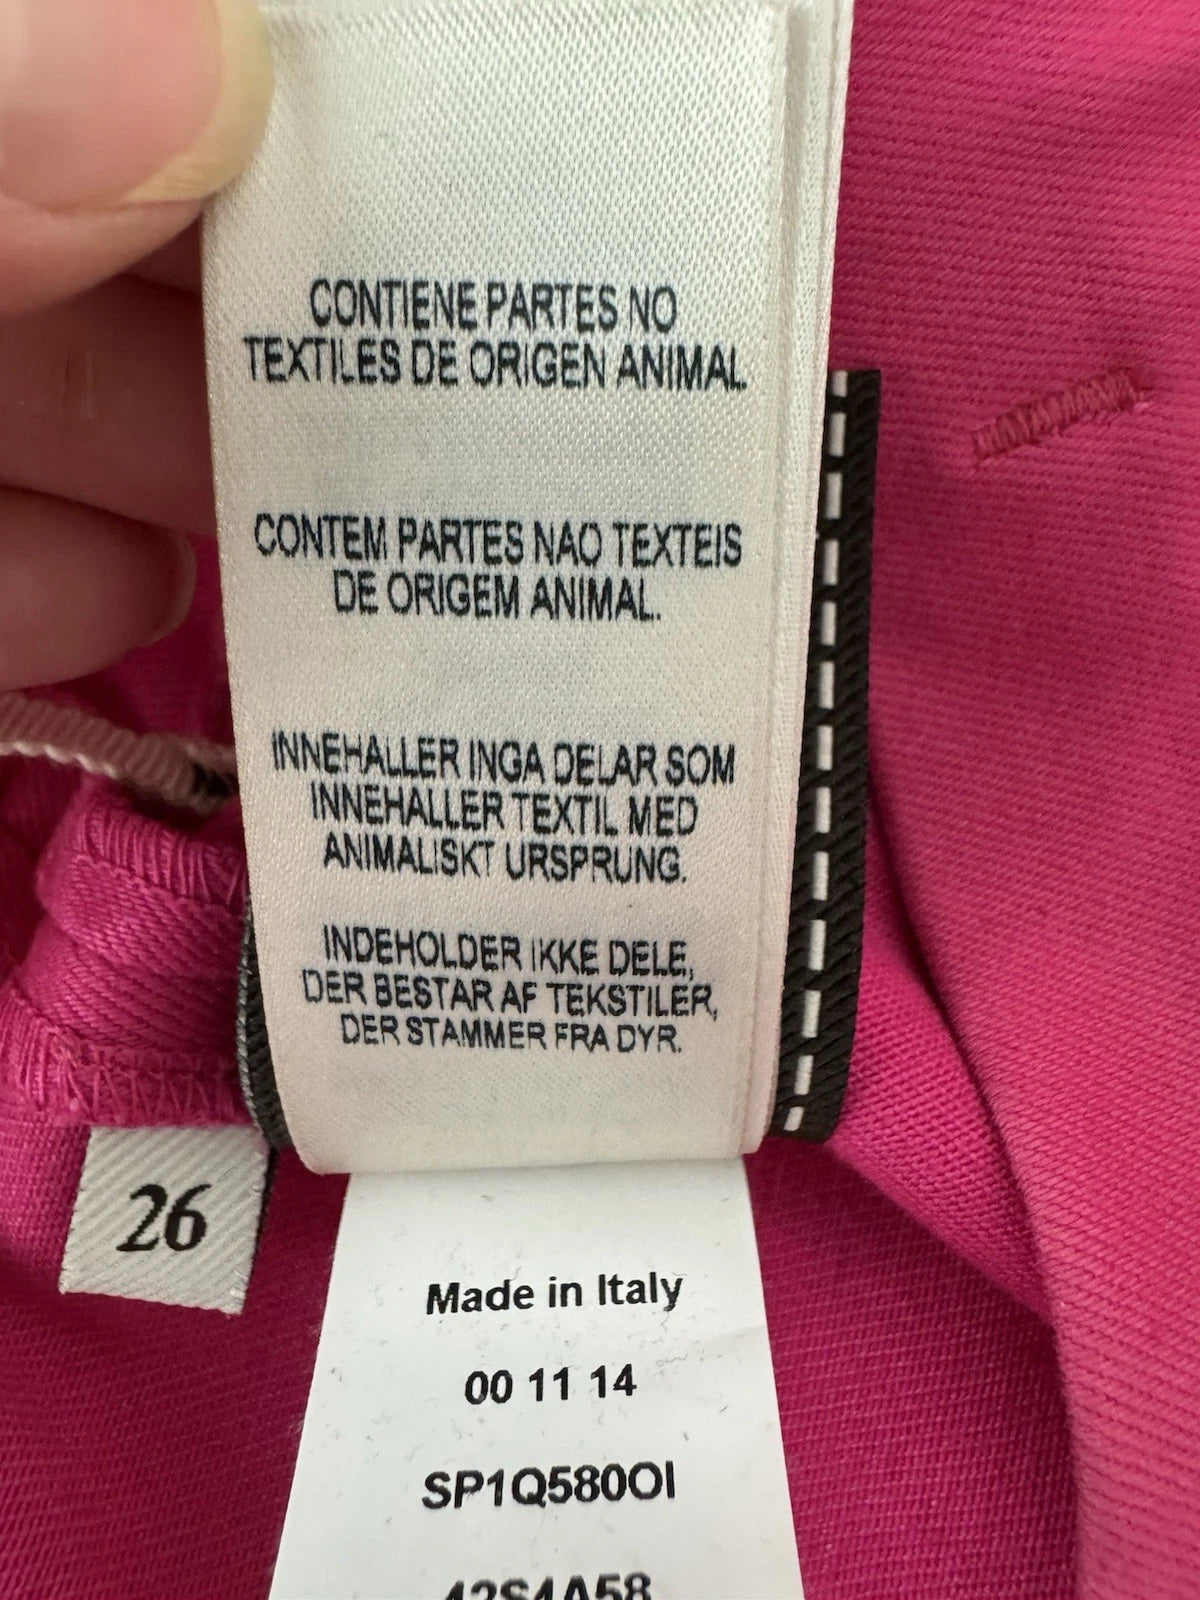 CONTIENE PARTES NO
TEXTILES DE ORIGEN ANIMAL
CONTEM PARTES NAO TEXTEIS
DE ORIGEM ANIMAL.
INNEHALLER INGA DELAR SOM
INNEHALLER TEXTIL MED
ANIMALISKT URSPRUNG.
INDEHOLDER IKKE DELE,
DER BESTAR AF TEKSTILER,
DER STAMMER FRA DYR.
26
Made in Italy
00 11 14
SP1Q580OI
42S4A58